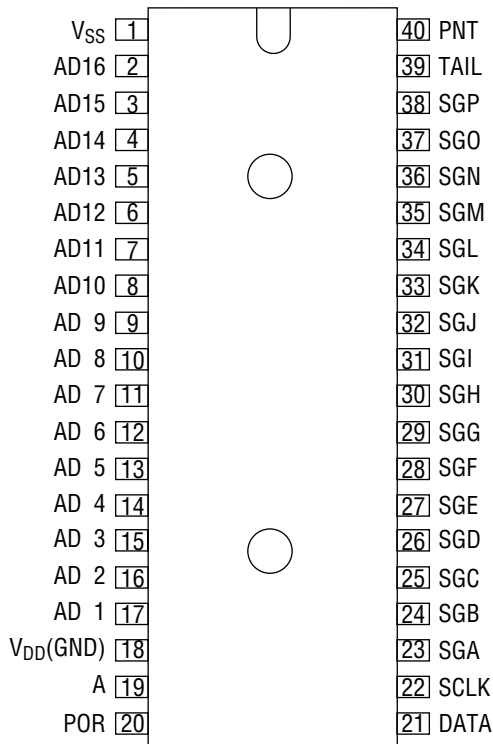 VSS 1 40 PNT
AD16 2 39 TAIL
AD15 3 38 SGP
AD14 4 37 SGO
AD13 5 36 SGN
AD12 6 35 SGM
AD11 7 34 SGL
AD10 8 33 SGK
AD 9 9 32 SGJ
AD 8 10 31 SGI
AD 7 11 30 SGH
AD 6 12 29 SGG
AD 5 13 28 SGF
AD 4 14 27 SGE
AD 3 15 26 SGD
AD 2 16 25 SGC
AD 1 17 24 SGB
VDD(GND) 18 23 SGA
A 19 22 SCLK
POR 20 21 DATA